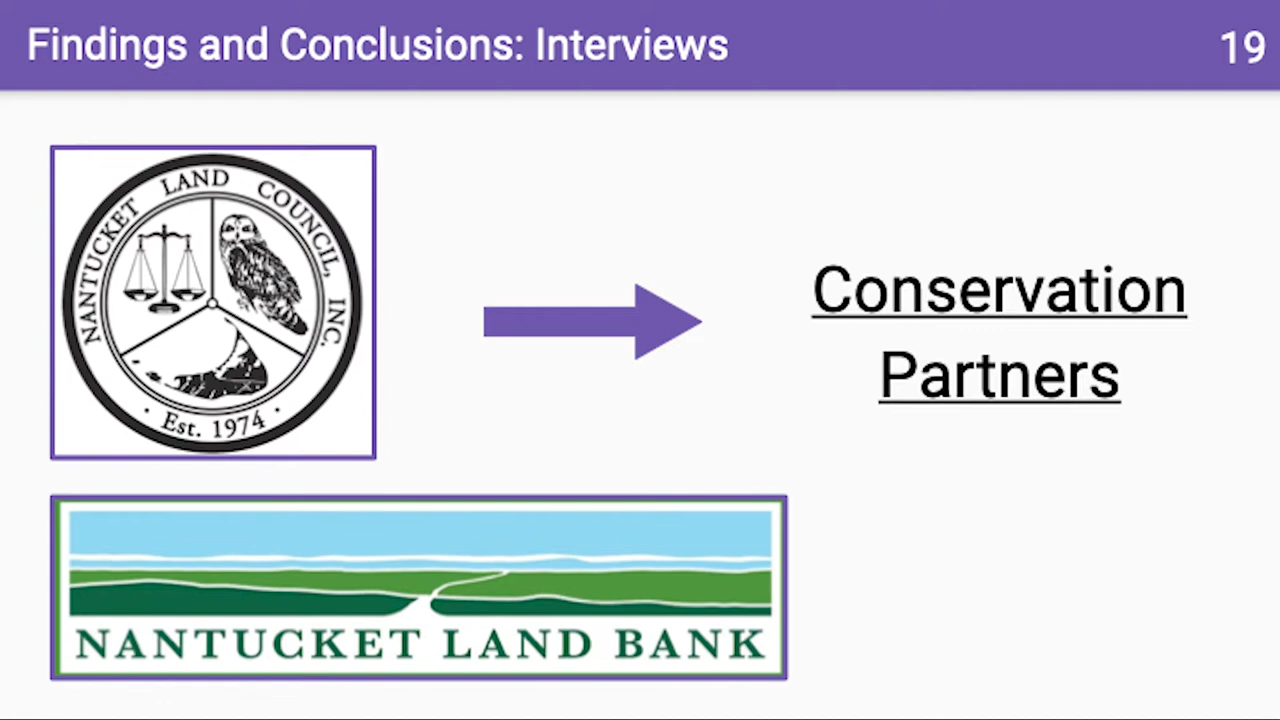 Findings and Conclusions: Interviews
19
NANTUCKET LAND COUNCIL, INC.
· Est. 1974 ·
Conservation
Partners
NANTUCKET LAND BANK